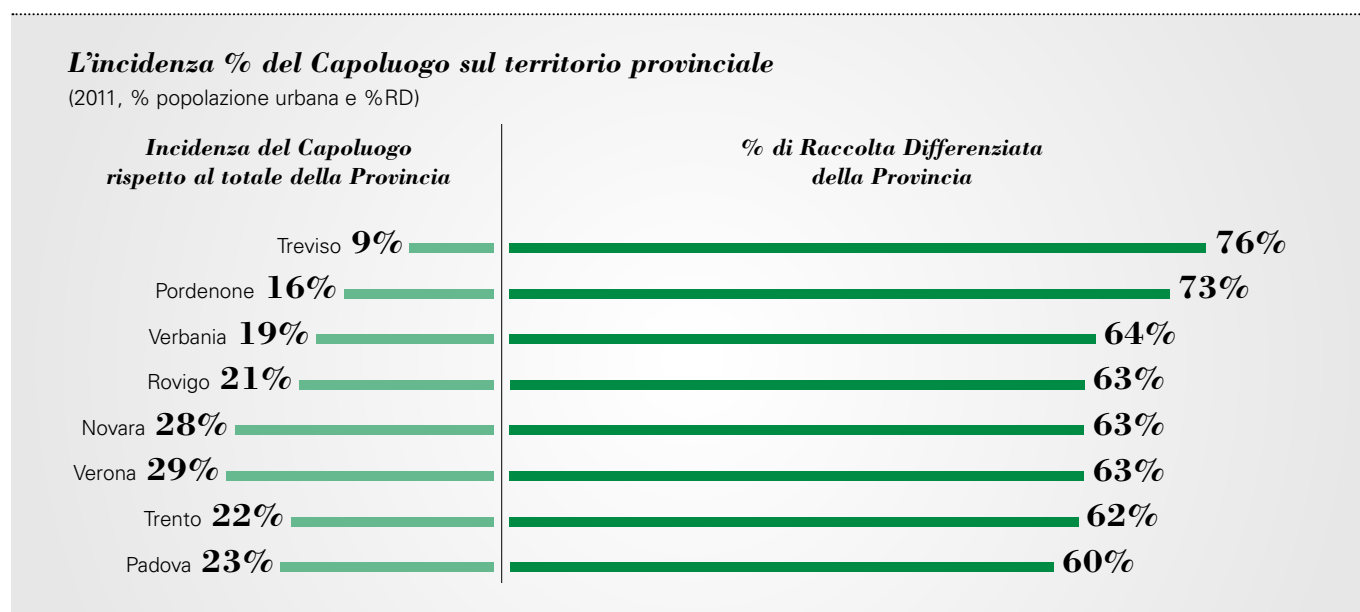 L'incidenza % del Capoluogo sul territorio provinciale
(2011, % popolazione urbana e %RD)
Incidenza del Capoluogo
rispetto al totale della Provincia
% di Raccolta Differenziata
della Provincia
Treviso 9% 76%
Pordenone 16% 73%
Verbania 19% 64%
Rovigo 21% 63%
Novara 28% 63%
Verona 29% 63%
Trento 22% 62%
Padova 23% 60%